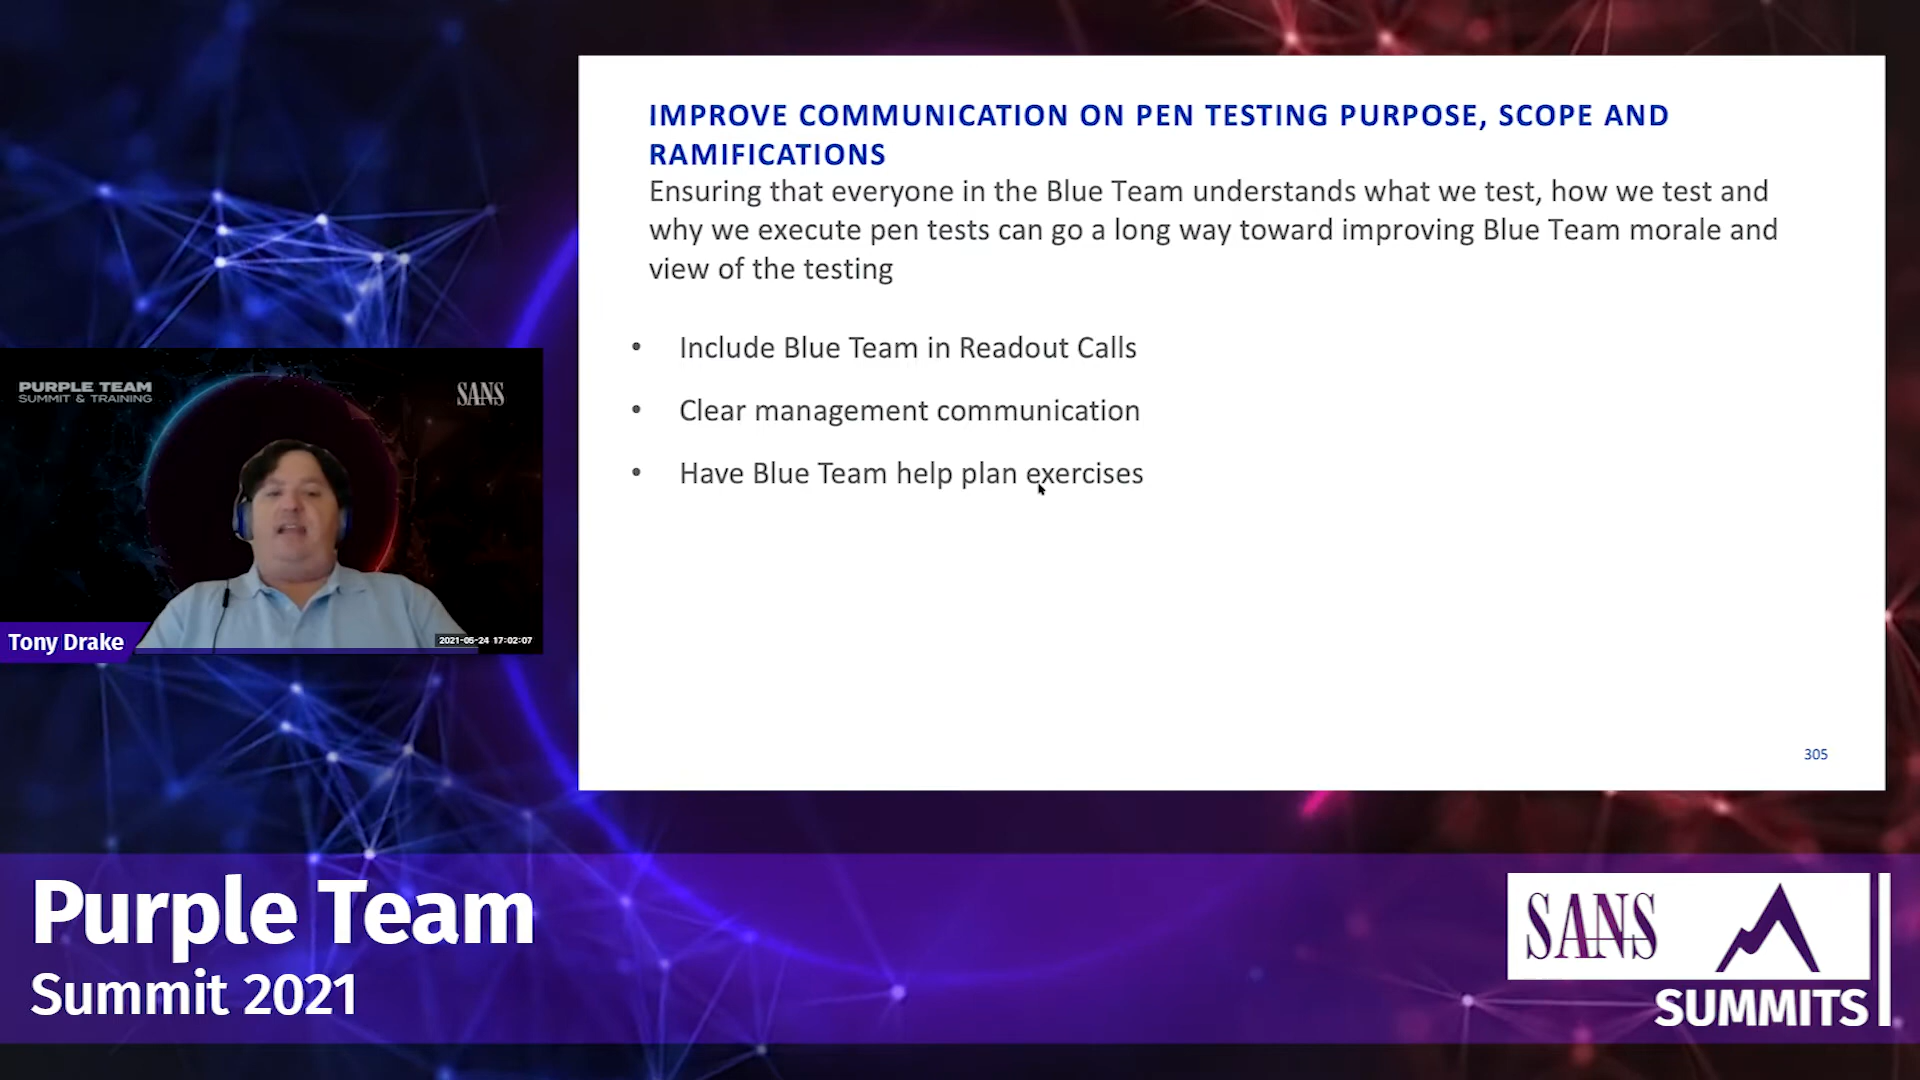 IMPROVE COMMUNICATION ON PEN TESTING PURPOSE, SCOPE AND
RAMIFICATIONS
Ensuring that everyone in the Blue Team understands what we test, how we test and
why we execute pen tests can go a long way toward improving Blue Team morale and
view of the testing
• Include Blue Team in Readout Calls
• Clear management communication
• Have Blue Team help plan exercises
305
PURPLE TEAM
SUMMIT & TRAINING
SANS
2021-05-24 17:02:07
Tony Drake
Purple Team
Summit 2021
SANS
SUMMITS